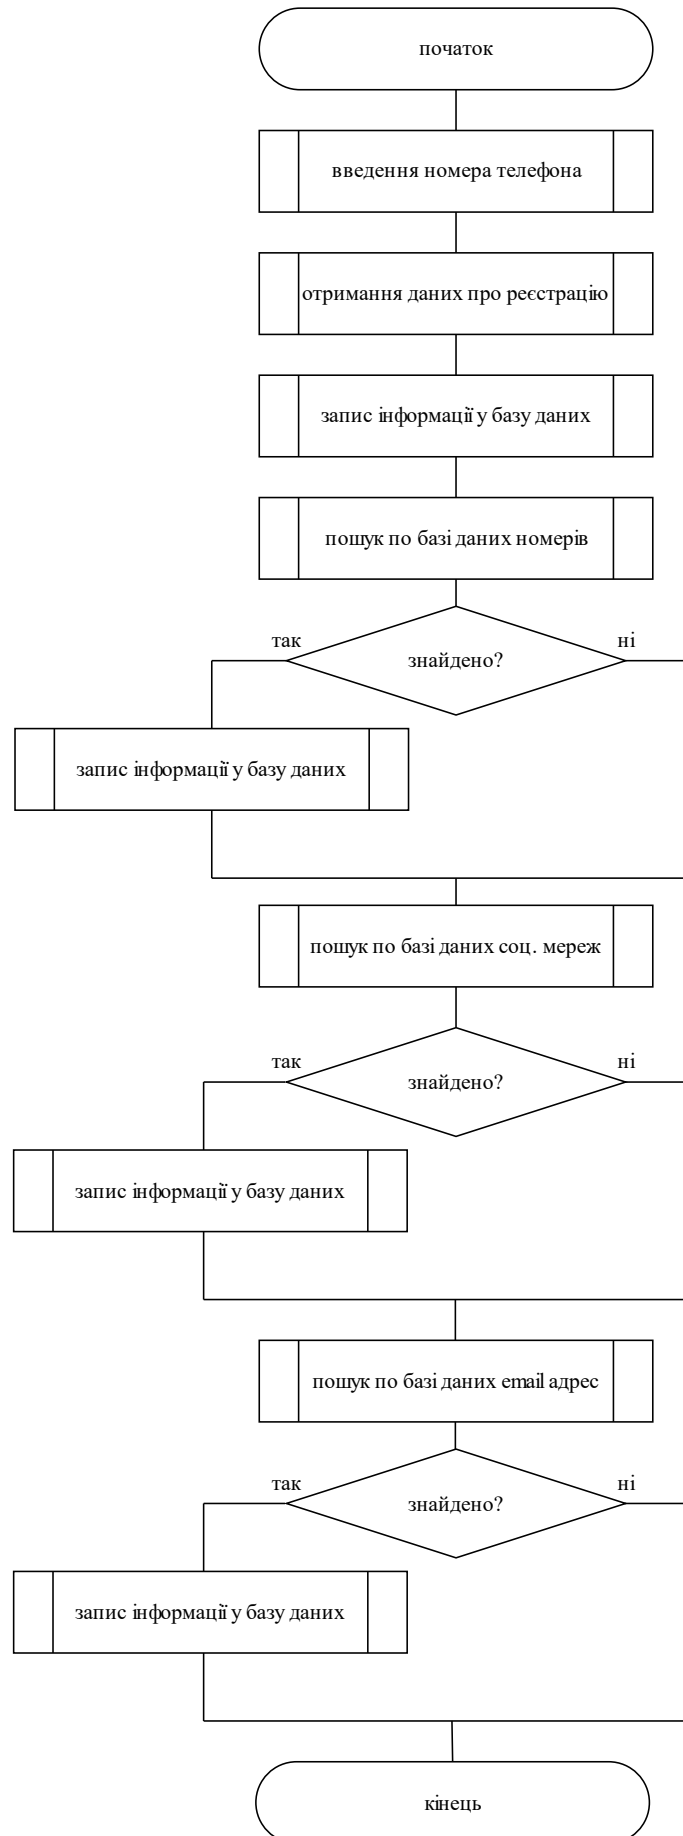 початок
введення номера телефона
отримання даних про реєстрацію
запис інформації у базу даних
пошук по базі даних номерів
так
ні
знайдено?
запис інформації у базу даних
пошук по базі даних соц. мереж
так
ні
знайдено?
запис інформації у базу даних
пошук по базі даних email адрес
так
ні
знайдено?
запис інформації у базу даних
кінець